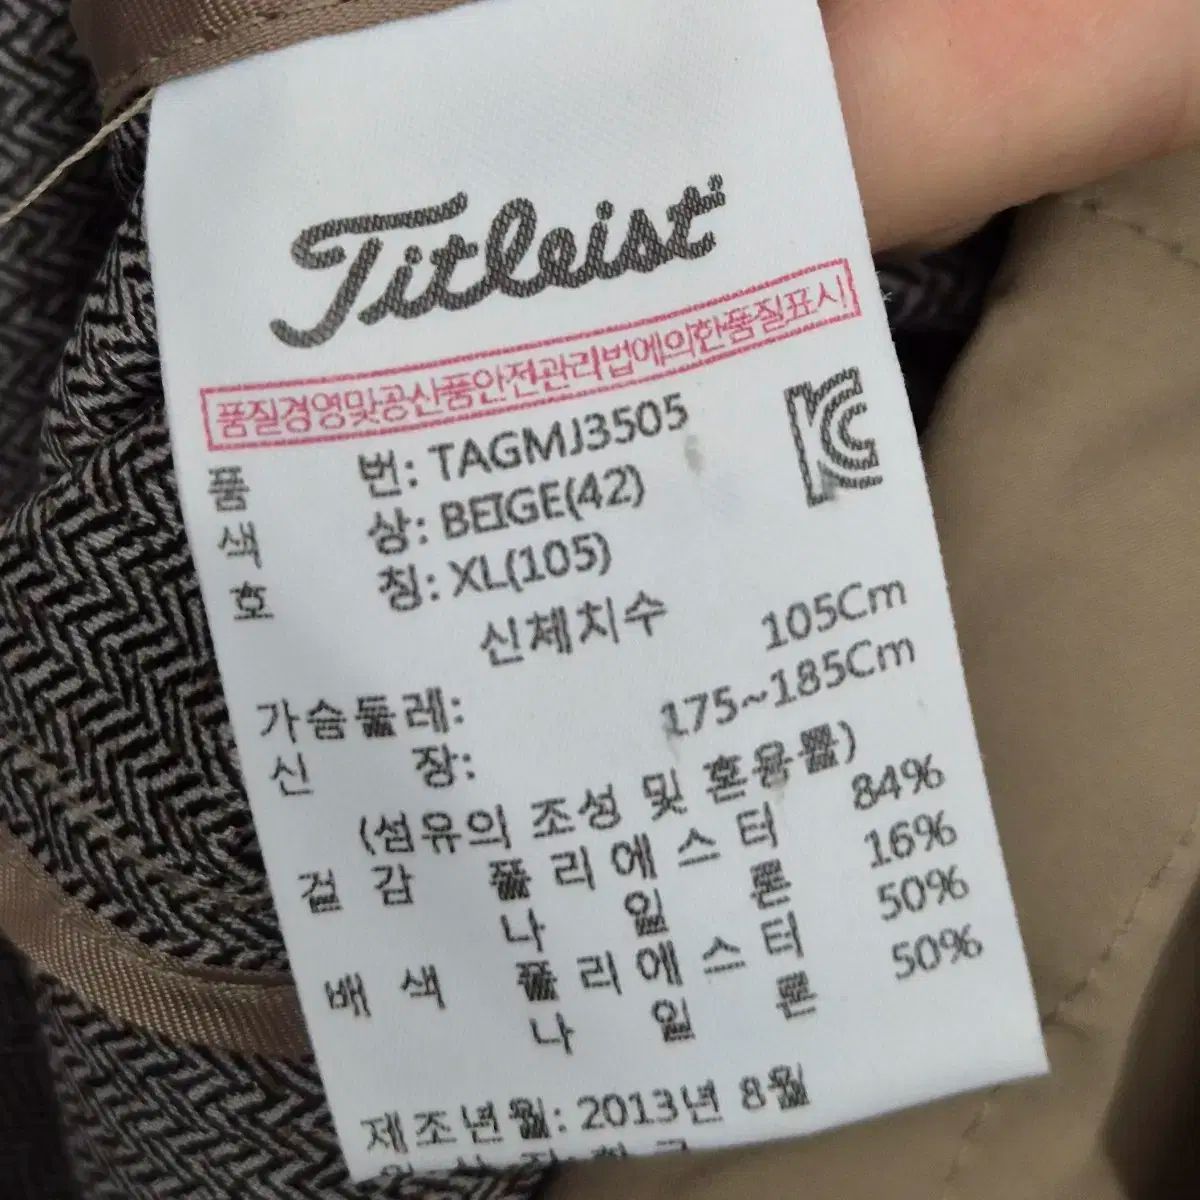 Titleist
품질경영및공산품안전관리법에의한품질표시
품 번: TAGMJ3505
색 상: BEIGE(42)
호 칭: XL(105)
신체치수
가슴둘레: 105Cm
신 장: 175~185Cm
(섬유의 조성 및 혼용률)
겉 감 폴리에스터 84%
나 일 론 16%
배 색 폴리에스터 50%
나 일 론 50%
제조년월: 2013년 8월